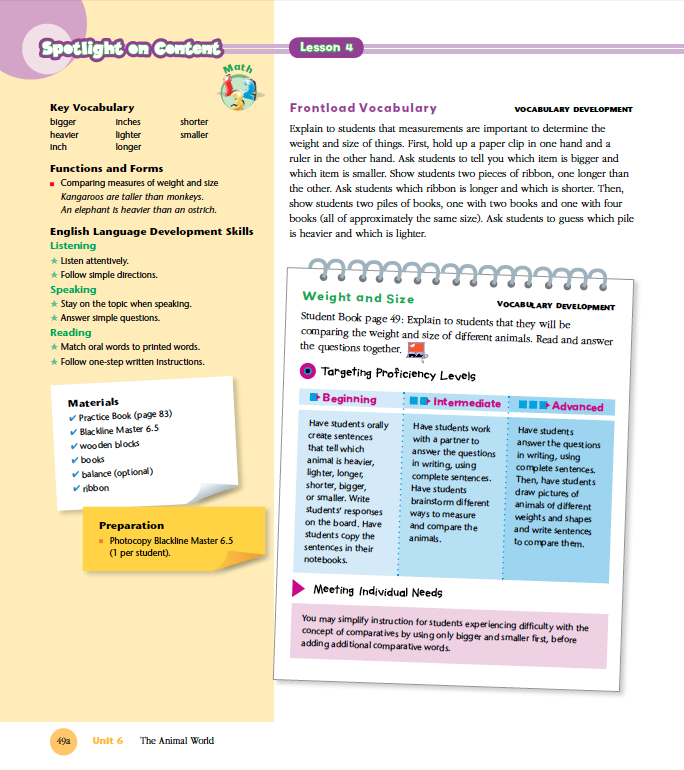 Spotlight on Content
Lesson 4
Math
Key Vocabulary
bigger inches shorter
heavier lighter smaller
inch longer
Functions and Forms
Comparing measures of weight and size
Kangaroos are taller than monkeys.
An elephant is heavier than an ostrich.
English Language Development Skills
Listening
★ Listen attentively.
★ Follow simple directions.
Speaking
★ Stay on the topic when speaking.
★ Answer simple questions.
Reading
★ Match oral words to printed words.
★ Follow one-step written instructions.
Materials
✓ Practice Book (page 83)
✓ Blackline Master 6.5
✓ wooden blocks
✓ books
✓ balance (optional)
✓ ribbon
Preparation
Photocopy Blackline Master 6.5
(1 per student).
Frontload Vocabulary VOCABULARY DEVELOPMENT
Explain to students that measurements are important to determine the
weight and size of things. First, hold up a paper clip in one hand and a
ruler in the other hand. Ask students to tell you which item is bigger and
which item is smaller. Show students two pieces of ribbon, one longer than
the other. Ask students which ribbon is longer and which is shorter. Then,
show students two piles of books, one with two books and one with four
books (all of approximately the same size). Ask students to guess which pile
is heavier and which is lighter.
Weight and Size VOCABULARY DEVELOPMENT
Student Book page 49: Explain to students that they will be
comparing the weight and size of different animals. Read and answer
the questions together.
Targeting Proficiency Levels
Beginning
Have students orally
create sentences
that tell which
animal is heavier,
lighter, longer,
shorter, bigger,
or smaller. Write
students' responses
on the board. Have
students copy the
sentences in their
notebooks.
Intermediate
Have students work
with a partner to
answer the questions
in writing, using
complete sentences.
Have students
brainstorm different
ways to measure
and compare the
animals.
Advanced
Have students
answer the questions
in writing, using
complete sentences.
Then, have students
draw pictures of
animals of different
weights and shapes
and write sentences
to compare them.
Meeting Individual Needs
You may simplify instruction for students experiencing difficulty with the
concept of comparatives by using only bigger and smaller first, before
adding additional comparative words.
49a Unit 6 The Animal World